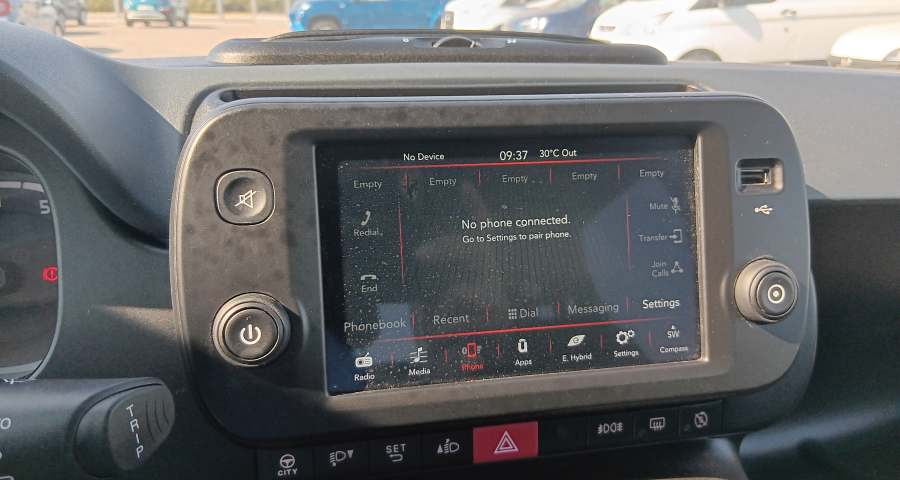 No Device 09:37 30°C Out
Empty Empty Empty Empty Empty
Redial
No phone connected.
Go to Settings to pair phone.
Mute
Transfer
Join
Calls
End
Phonebook Recent Dial Messaging Settings
Radio Media Phone Apps E. Hybrid Settings SW Compass
5
TRIP
CITY
SET